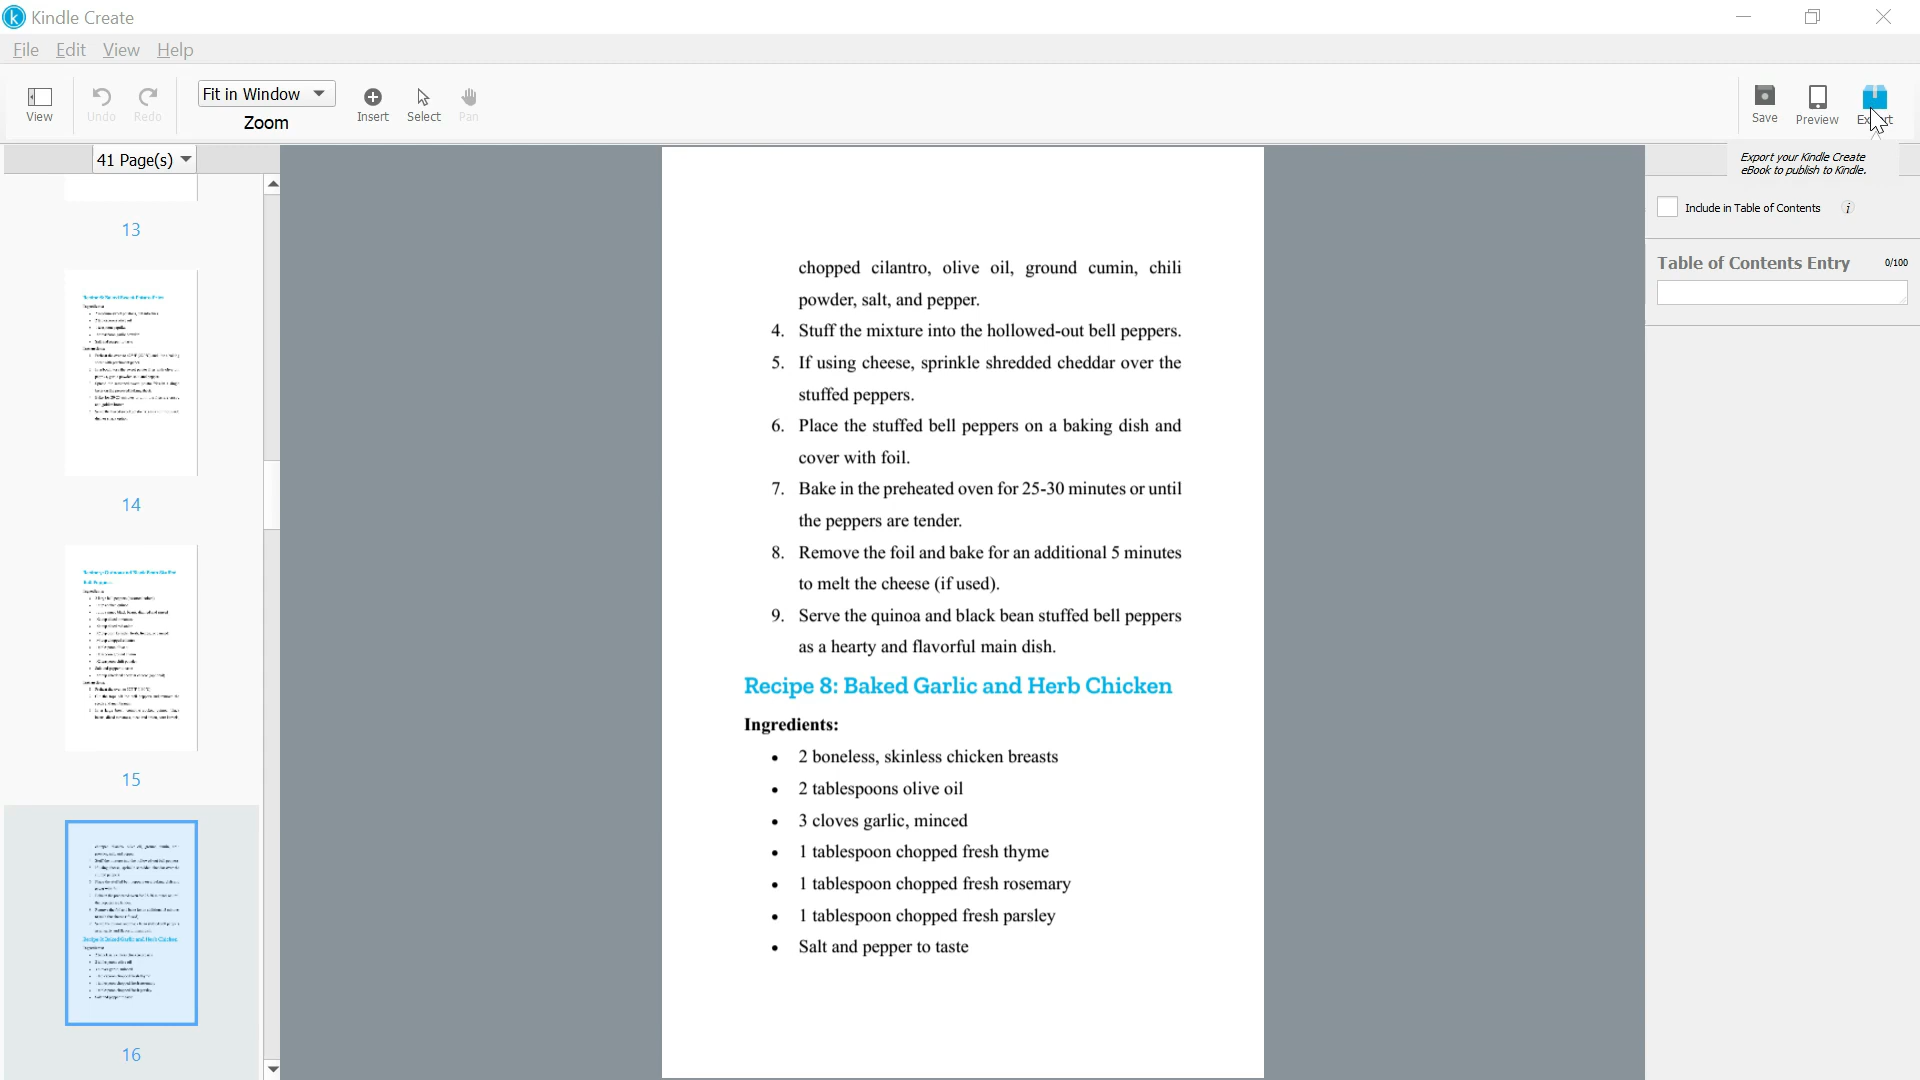 Kindle Create
File Edit View Help
View Undo Redo Fit in Window Zoom Insert Select Pan Save Preview
41 Page(s)
Export your Kindle Create
eBook to publish to Kindle.
Include in Table of Contents i
Table of Contents Entry 0/100
13
14
15
16
chopped cilantro, olive oil, ground cumin, chili
powder, salt, and pepper.
4. Stuff the mixture into the hollowed-out bell peppers.
5. If using cheese, sprinkle shredded cheddar over the
stuffed peppers.
6. Place the stuffed bell peppers on a baking dish and
cover with foil.
7. Bake in the preheated oven for 25-30 minutes or until
the peppers are tender.
8. Remove the foil and bake for an additional 5 minutes
to melt the cheese (if used).
9. Serve the quinoa and black bean stuffed bell peppers
as a hearty and flavorful main dish.
Recipe 8: Baked Garlic and Herb Chicken
Ingredients:
• 2 boneless, skinless chicken breasts
• 2 tablespoons olive oil
• 3 cloves garlic, minced
• 1 tablespoon chopped fresh thyme
• 1 tablespoon chopped fresh rosemary
• 1 tablespoon chopped fresh parsley
• Salt and pepper to taste